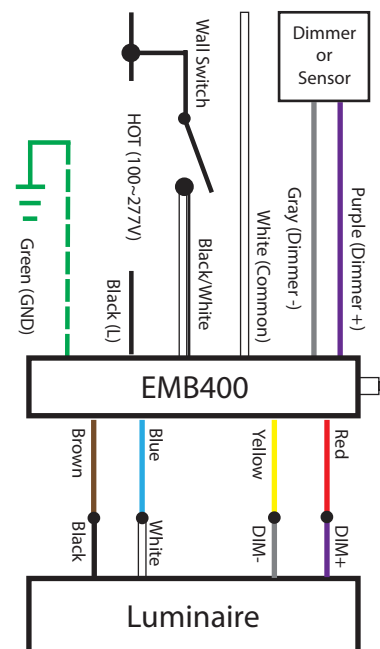 Dimmer
or
Sensor
Wall Switch
HOT (100~277V)
Green (GND)
Black (L)
Black/White
White (Common)
Gray (Dimmer -)
Purple (Dimmer +)
EMB400
Brown
Blue
Yellow
Red
Black
White
DIM-
DIM+
Luminaire